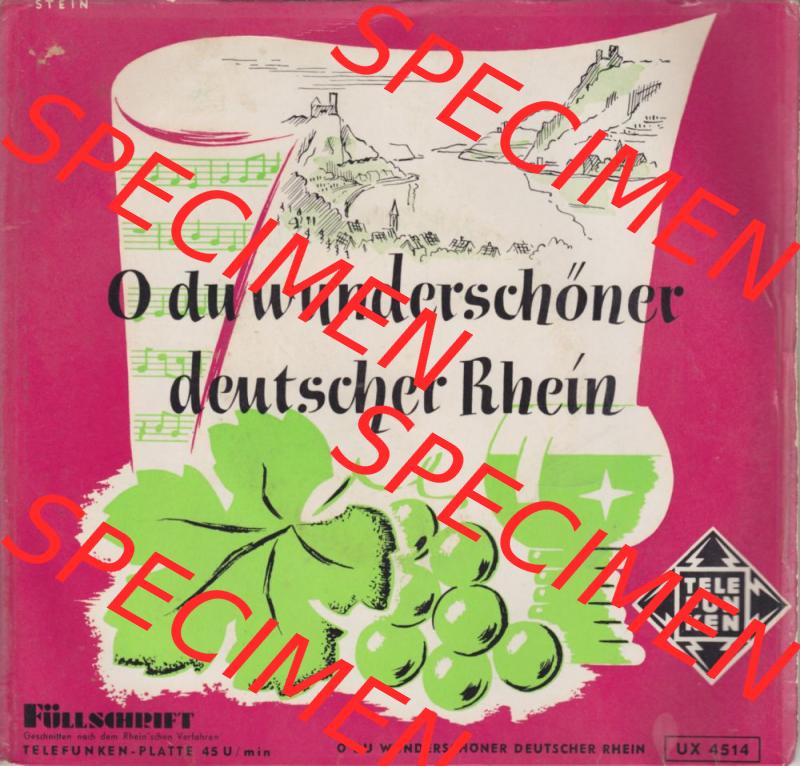 STEIN
O du wunderschöner
deutscher Rhein
TELE
FUN
KEN
FÜLLSCHRIFT
Geschnitten nach dem Rhein'schen Verfahren
TELEFUNKEN-PLATTE 45 U/min
O DU WUNDERSCHÖNER DEUTSCHER RHEIN
UX 4514
SPECIMEN
SPECIMEN
SPECIMEN
SPECIMEN